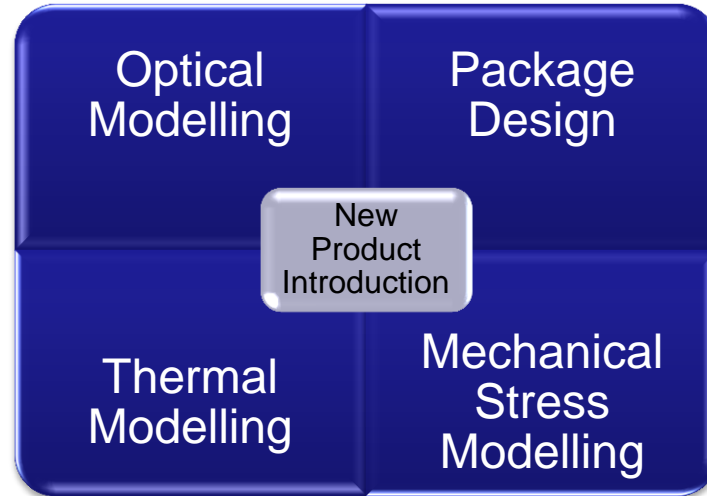 Optical
Modelling
Package
Design
New
Product
Introduction
Thermal
Modelling
Mechanical
Stress
Modelling